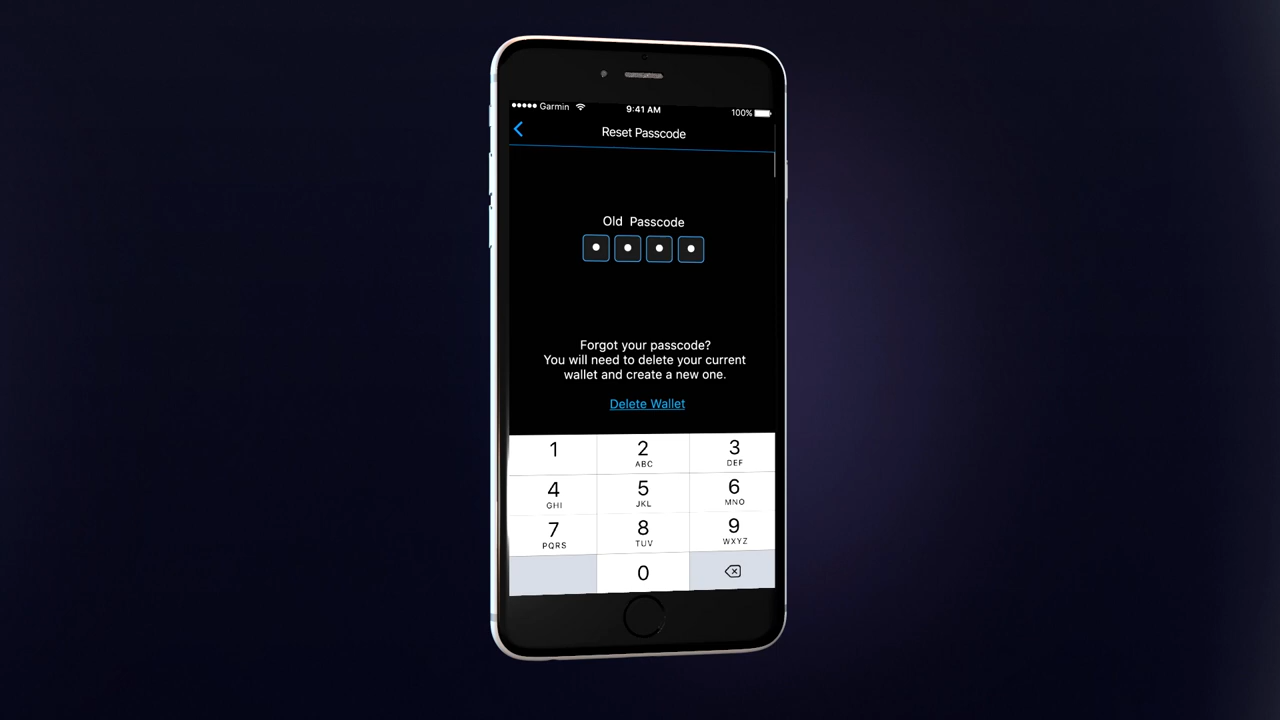 Garmin 9:41 AM 100%
Reset Passcode
Old Passcode
Forgot your passcode?
You will need to delete your current
wallet and create a new one.
Delete Wallet
1 2 3
ABC DEF
4 5 6
GHI JKL MNO
7 8 9
PQRS TUV WXYZ
0